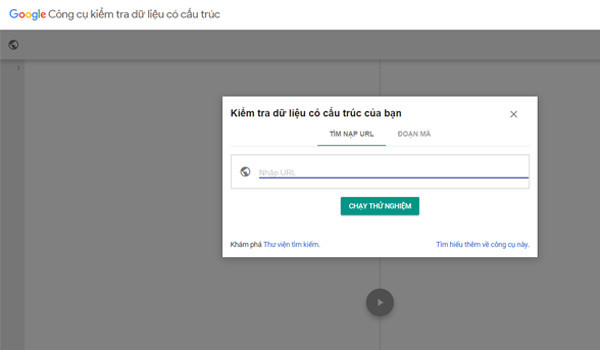 Google Công cụ kiểm tra dữ liệu có cấu trúc
1
Kiểm tra dữ liệu có cấu trúc của bạn
TÌM NẠP URL ĐOẠN MÃ
Nhập URL
CHẠY THỬ NGHIỆM
Khám phá Thư viện tìm kiếm. Tìm hiểu thêm về công cụ này.